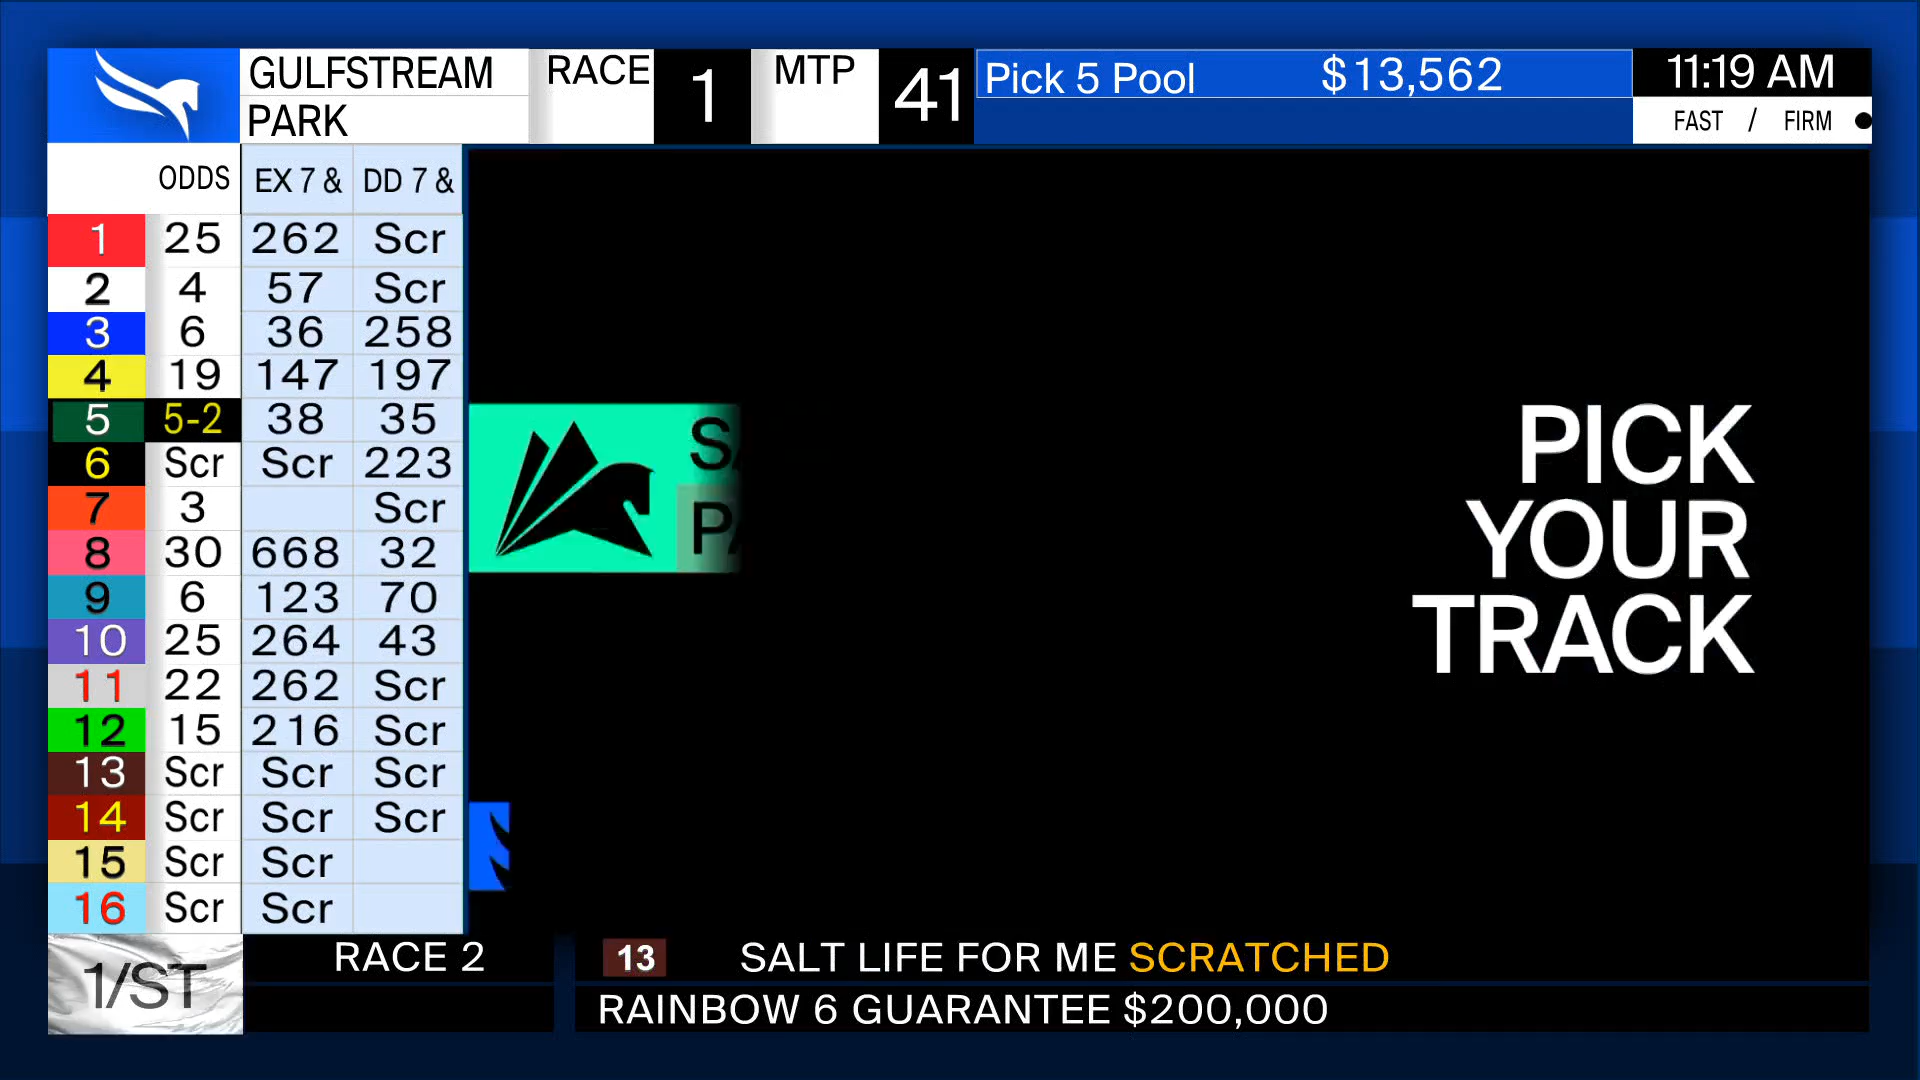 GULFSTREAM
PARK
RACE 1 MTP 41
Pick 5 Pool $13,562
11:19 AM
FAST / FIRM
ODDS EX 7 & DD 7 &
1 25 262 Scr
2 4 57 Scr
3 6 36 258
4 19 147 197
5 5-2 38 35
6 Scr Scr 223
7 3 Scr
8 30 668 32
9 6 123 70
10 25 264 43
11 22 262 Scr
12 15 216 Scr
13 Scr Scr Scr
14 Scr Scr Scr
15 Scr Scr
16 Scr Scr
PICK
YOUR
TRACK
1/ST
RACE 2
13 SALT LIFE FOR ME SCRATCHED
RAINBOW 6 GUARANTEE $200,000